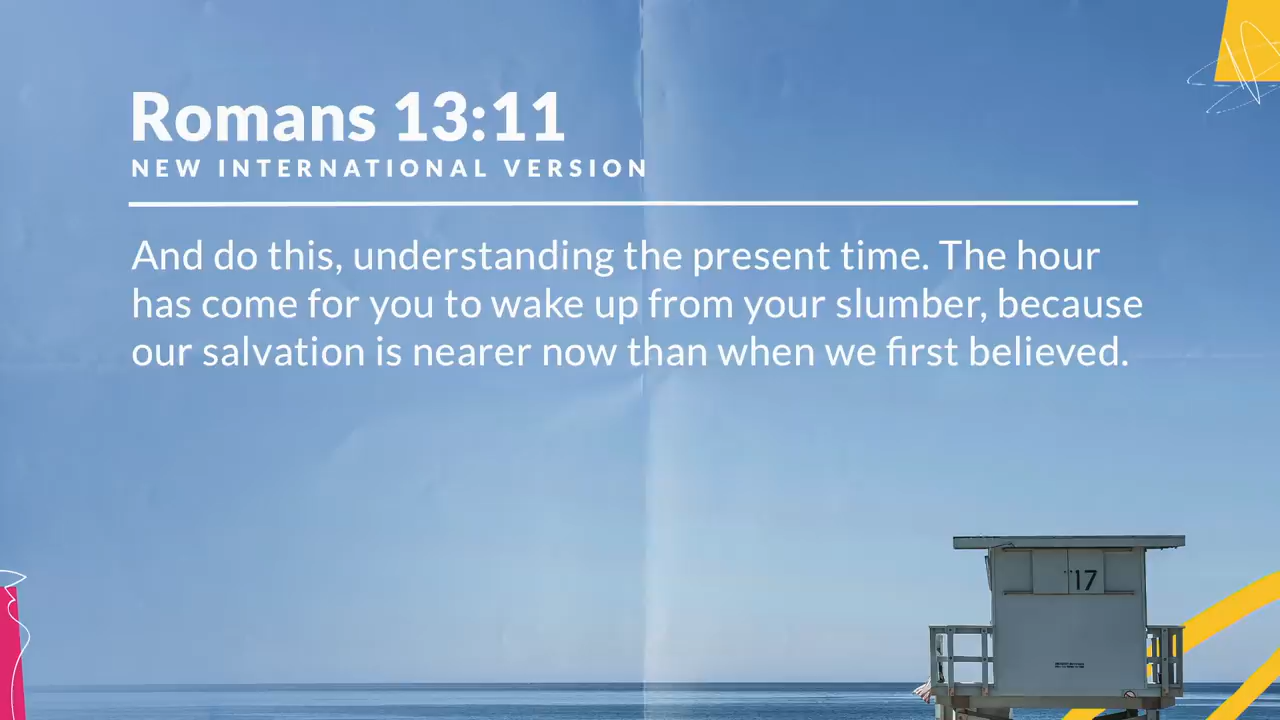 Romans 13:11
NEW INTERNATIONAL VERSION
And do this, understanding the present time. The hour
has come for you to wake up from your slumber, because
our salvation is nearer now than when we first believed.
17